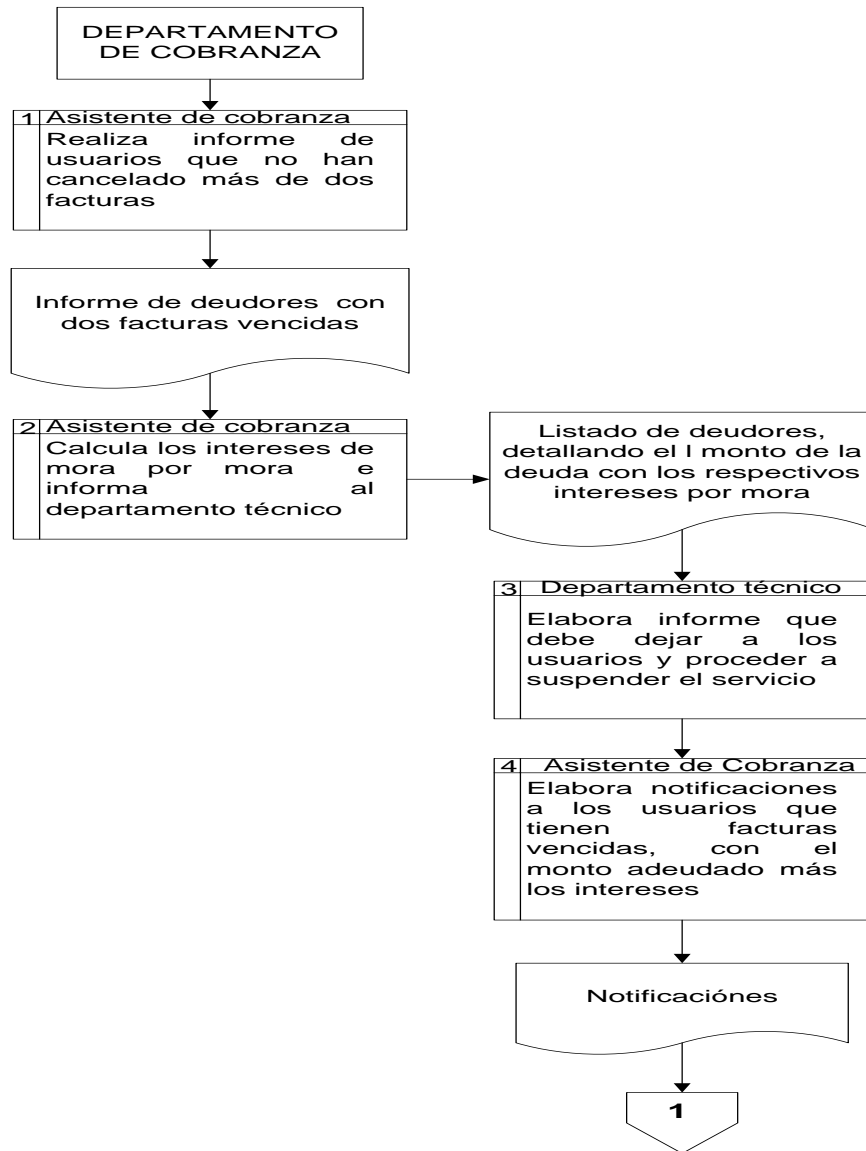 DEPARTAMENTO
DE COBRANZA
1 Asistente de cobranza
Realiza informe de
usuarios que no han
cancelado más de dos
facturas
Informe de deudores con
dos facturas vencidas
2 Asistente de cobranza
Calcula los intereses de
mora por mora e
informa al
departamento técnico
Listado de deudores,
detallando el l monto de la
deuda con los respectivos
intereses por mora
3 Departamento técnico
Elabora informe que
debe dejar a los
usuarios y proceder a
suspender el servicio
4 Asistente de Cobranza
Elabora notificaciones
a los usuarios que
tienen facturas
vencidas, con el
monto adeudado más
los intereses
Notificaciónes
1